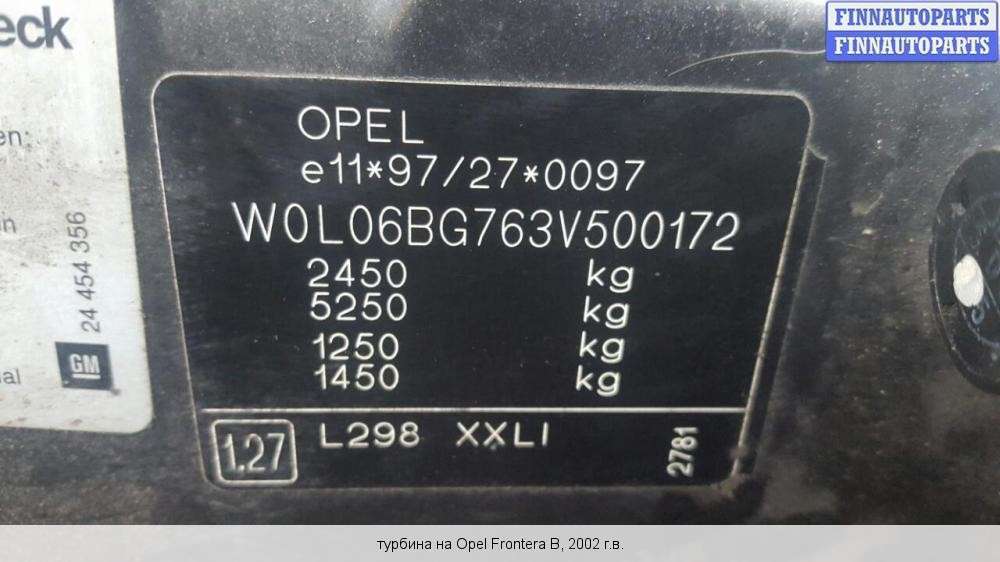 FINNAUTOPARTS
FINNAUTOPARTS
eck
en:
n
24 454 356
GM
al
OPEL
e11*97/27*0097
W0L06BG763V500172
2450 kg
5250 kg
1250 kg
1450 kg
1.27 L298 XXLI 2781
турбина на Opel Frontera B, 2002 г.в.